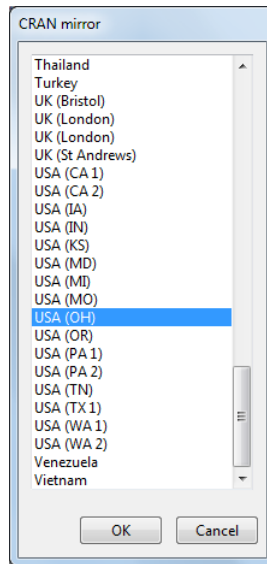 CRAN mirror
Thailand
Turkey
UK (Bristol)
UK (London)
UK (London)
UK (St Andrews)
USA (CA 1)
USA (CA 2)
USA (IA)
USA (IN)
USA (KS)
USA (MD)
USA (MI)
USA (MO)
USA (OH)
USA (OR)
USA (PA 1)
USA (PA 2)
USA (TN)
USA (TX 1)
USA (WA 1)
USA (WA 2)
Venezuela
Vietnam
OK Cancel